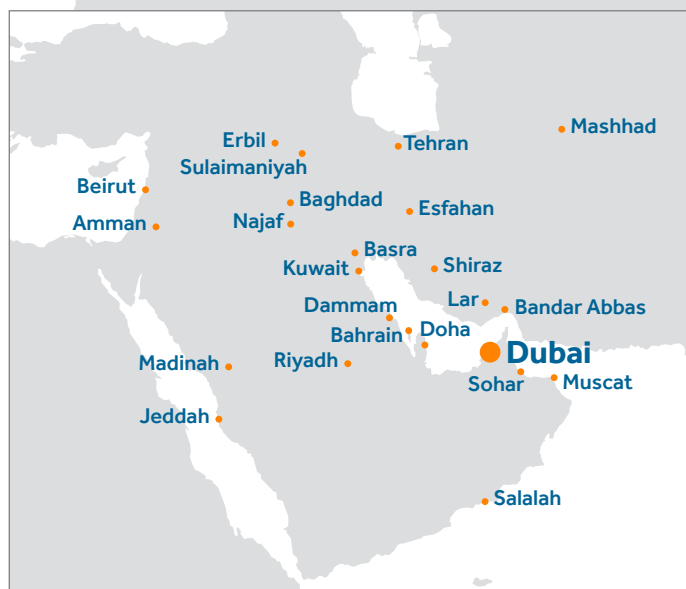 Mashhad
Erbil
Tehran
Sulaimaniyah
Beirut
Baghdad
Esfahan
Amman
Najaf
Basra
Kuwait
Shiraz
Lar
Dammam
Bandar Abbas
Bahrain
Doha
Dubai
Madinah
Riyadh
Sohar
Muscat
Jeddah
Salalah